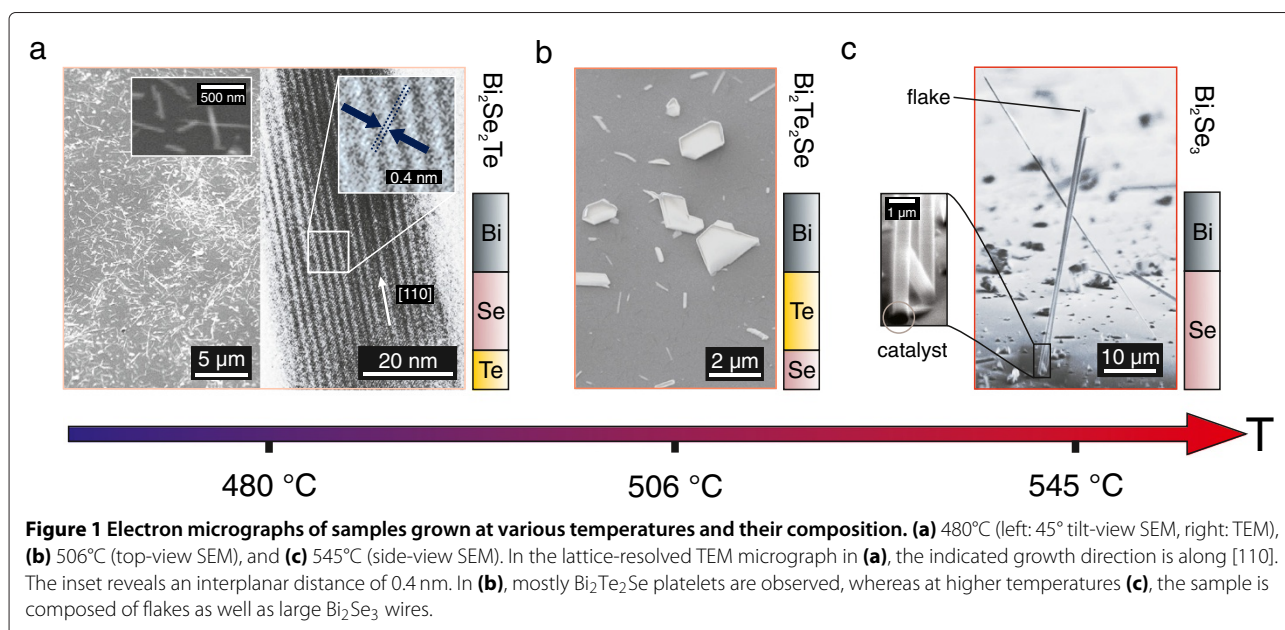 a
500 nm
5 µm
0.4 nm
[110]
20 nm
Bi₂Se₂Te
Bi
Se
Te
b
2 µm
Bi₂Te₂Se
Bi
Te
Se
c
flake
1 µm
catalyst
10 µm
Bi₂Se₃
Bi
Se
T
480 °C
506 °C
545 °C
Figure 1 Electron micrographs of samples grown at various temperatures and their composition. (a) 480°C (left: 45° tilt-view SEM, right: TEM),
(b) 506°C (top-view SEM), and (c) 545°C (side-view SEM). In the lattice-resolved TEM micrograph in (a), the indicated growth direction is along [110].
The inset reveals an interplanar distance of 0.4 nm. In (b), mostly Bi₂Te₂Se platelets are observed, whereas at higher temperatures (c), the sample is
composed of flakes as well as large Bi₂Se₃ wires.